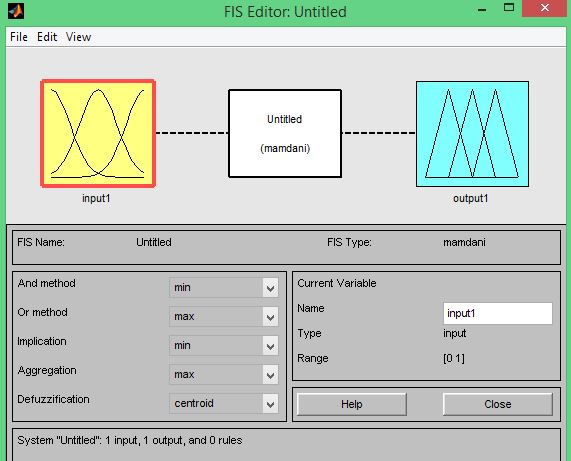 FIS Editor: Untitled
File Edit View
Untitled
(mamdani)
input1
output1
FIS Name: Untitled FIS Type: mamdani
And method min
Or method max
Implication min
Aggregation max
Defuzzification centroid
Current Variable
Name input1
Type input
Range [0 1]
Help Close
System "Untitled": 1 input, 1 output, and 0 rules